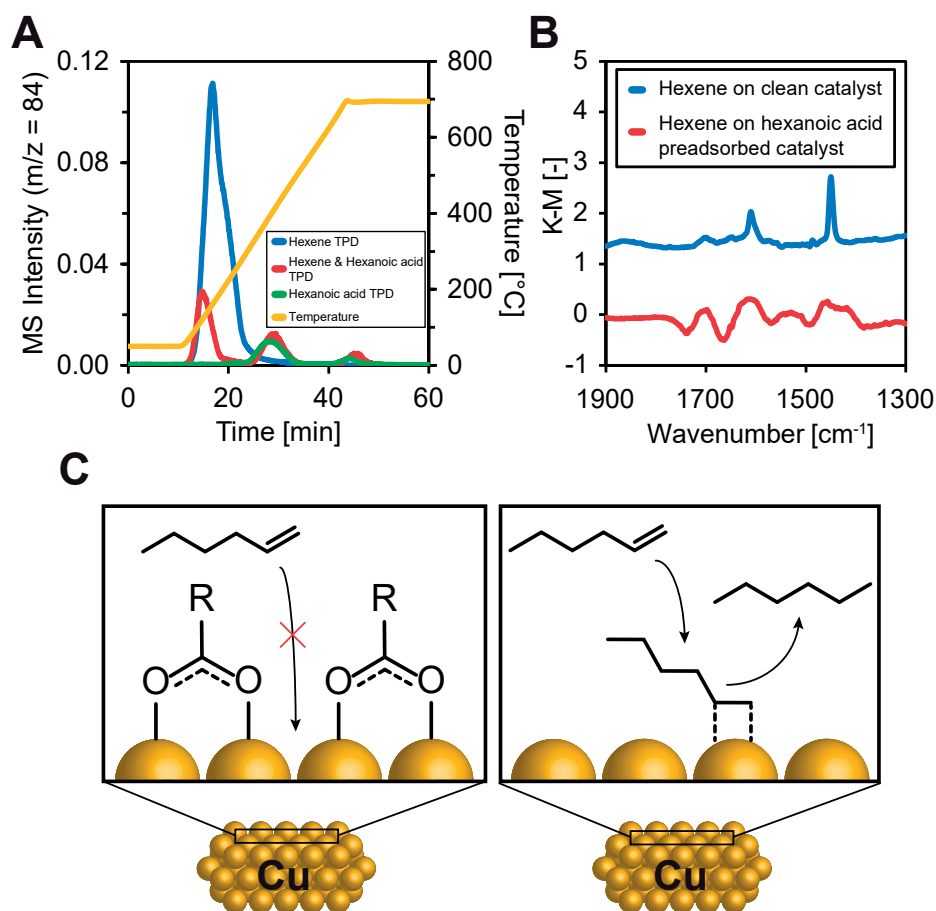 A
MS Intensity (m/z = 84)
0.12
0.08
0.04
0.00
0
20
40
60
Time [min]
800
600
400
200
0
Temperature [°C]
Hexene TPD
Hexene & Hexanoic acid
TPD
Hexanoic acid TPD
Temperature
B
K-M [-]
5
4
3
2
1
0
-1
1900
1700
1500
1300
Wavenumber [cm-1]
Hexene on clean catalyst
Hexene on hexanoic acid
preadsorbed catalyst
C
R
R
O
O
O
O
Cu
Cu